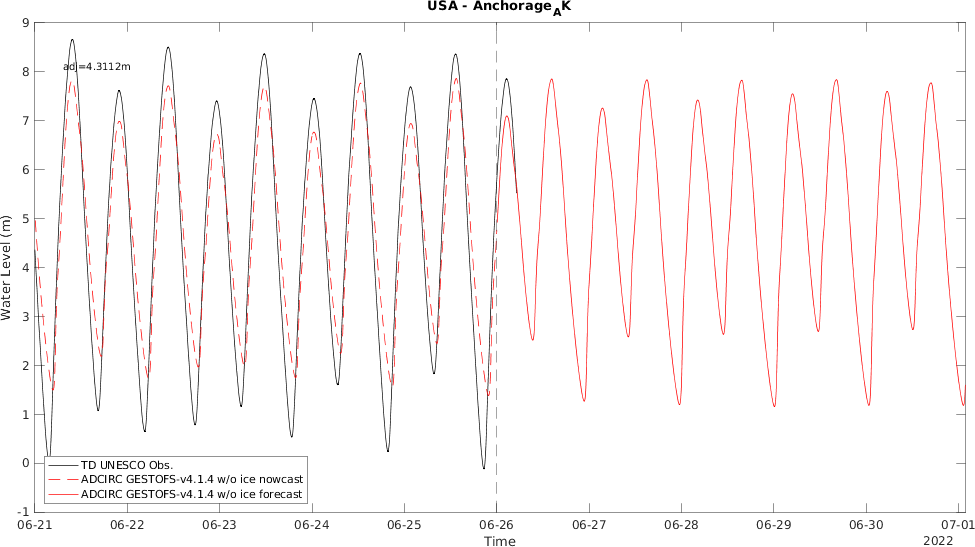 USA - Anchorage_AK
9
8
7
6
5
4
3
2
1
0
-1
Water Level (m)
adj=4.3112m
TD UNESCO Obs.
ADCIRC GESTOFS-v4.1.4 w/o ice nowcast
ADCIRC GESTOFS-v4.1.4 w/o ice forecast
06-21 06-22 06-23 06-24 06-25 06-26 06-27 06-28 06-29 06-30 07-01
Time
2022